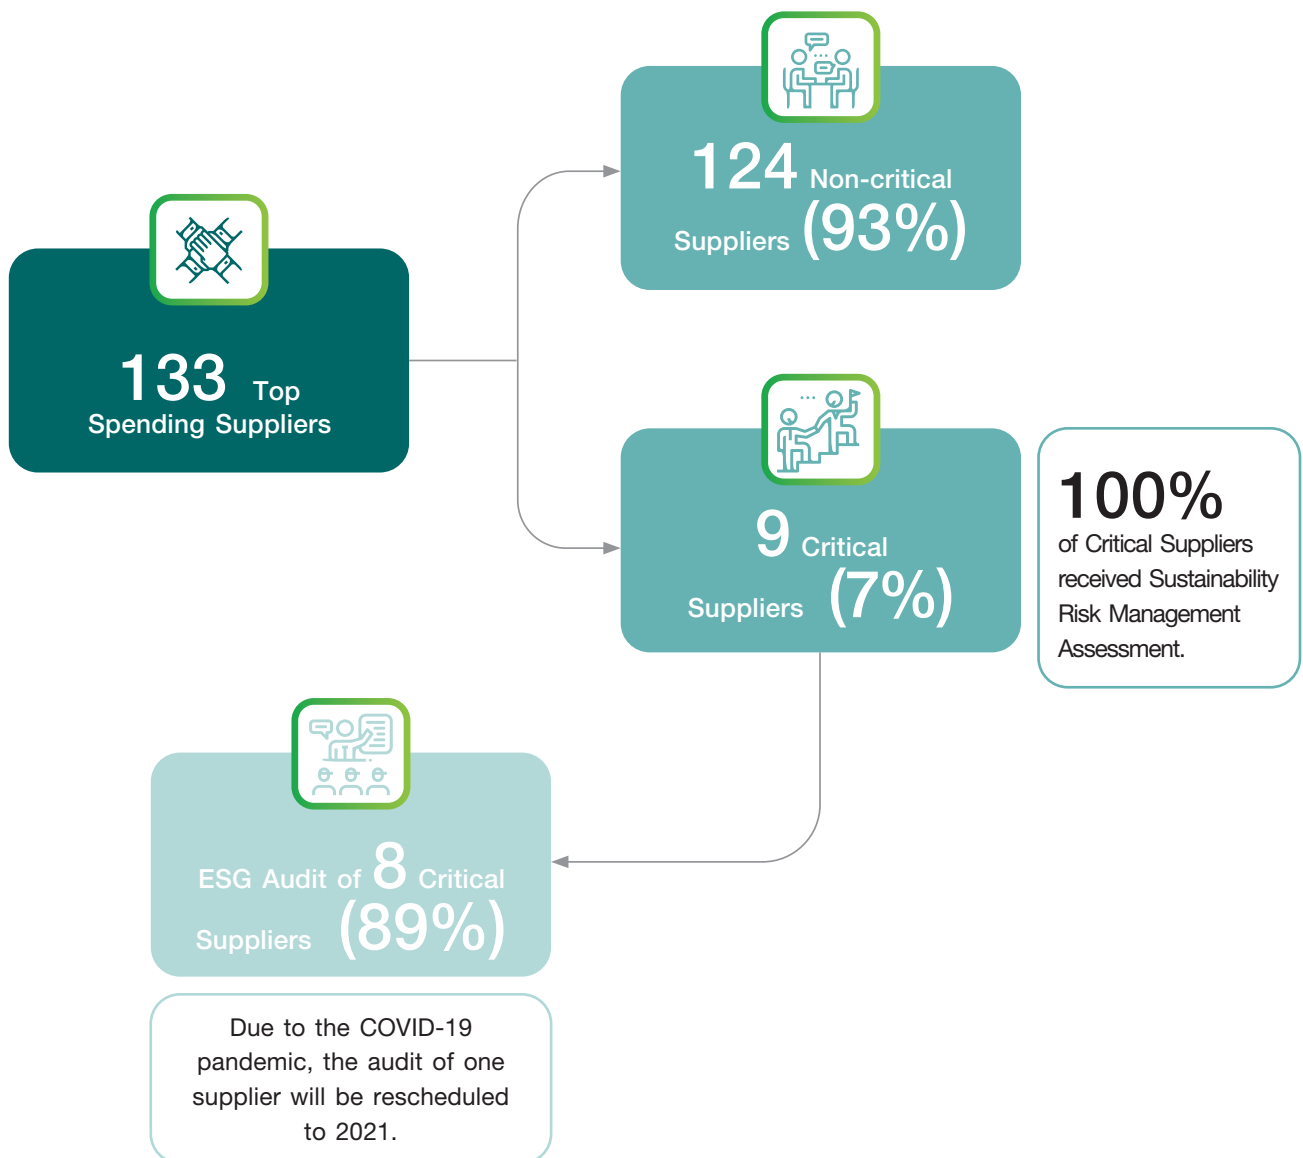 124 Non-critical
Suppliers (93%)
133 Top
Spending Suppliers
9 Critical
Suppliers (7%)
100%
of Critical Suppliers
received Sustainability
Risk Management
Assessment.
ESG Audit of 8 Critical
Suppliers (89%)
Due to the COVID-19
pandemic, the audit of one
supplier will be rescheduled
to 2021.